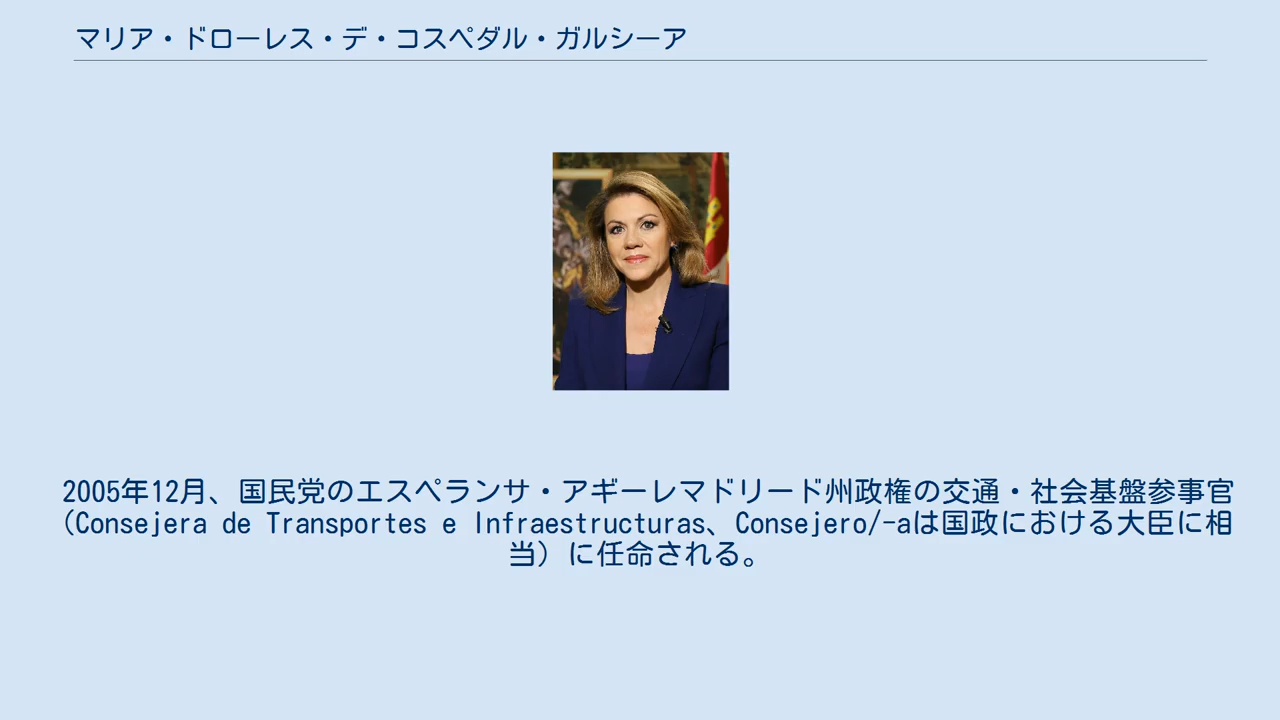 マリア・ドローレス・デ・コスペダル・ガルシーア
2005年12月、国民党のエスペランサ・アギーレマドリード州政権の交通・社会基盤参事官
(Consejera de Transportes e Infraestructuras、Consejero/-aは国政における大臣に相
当）に任命される。